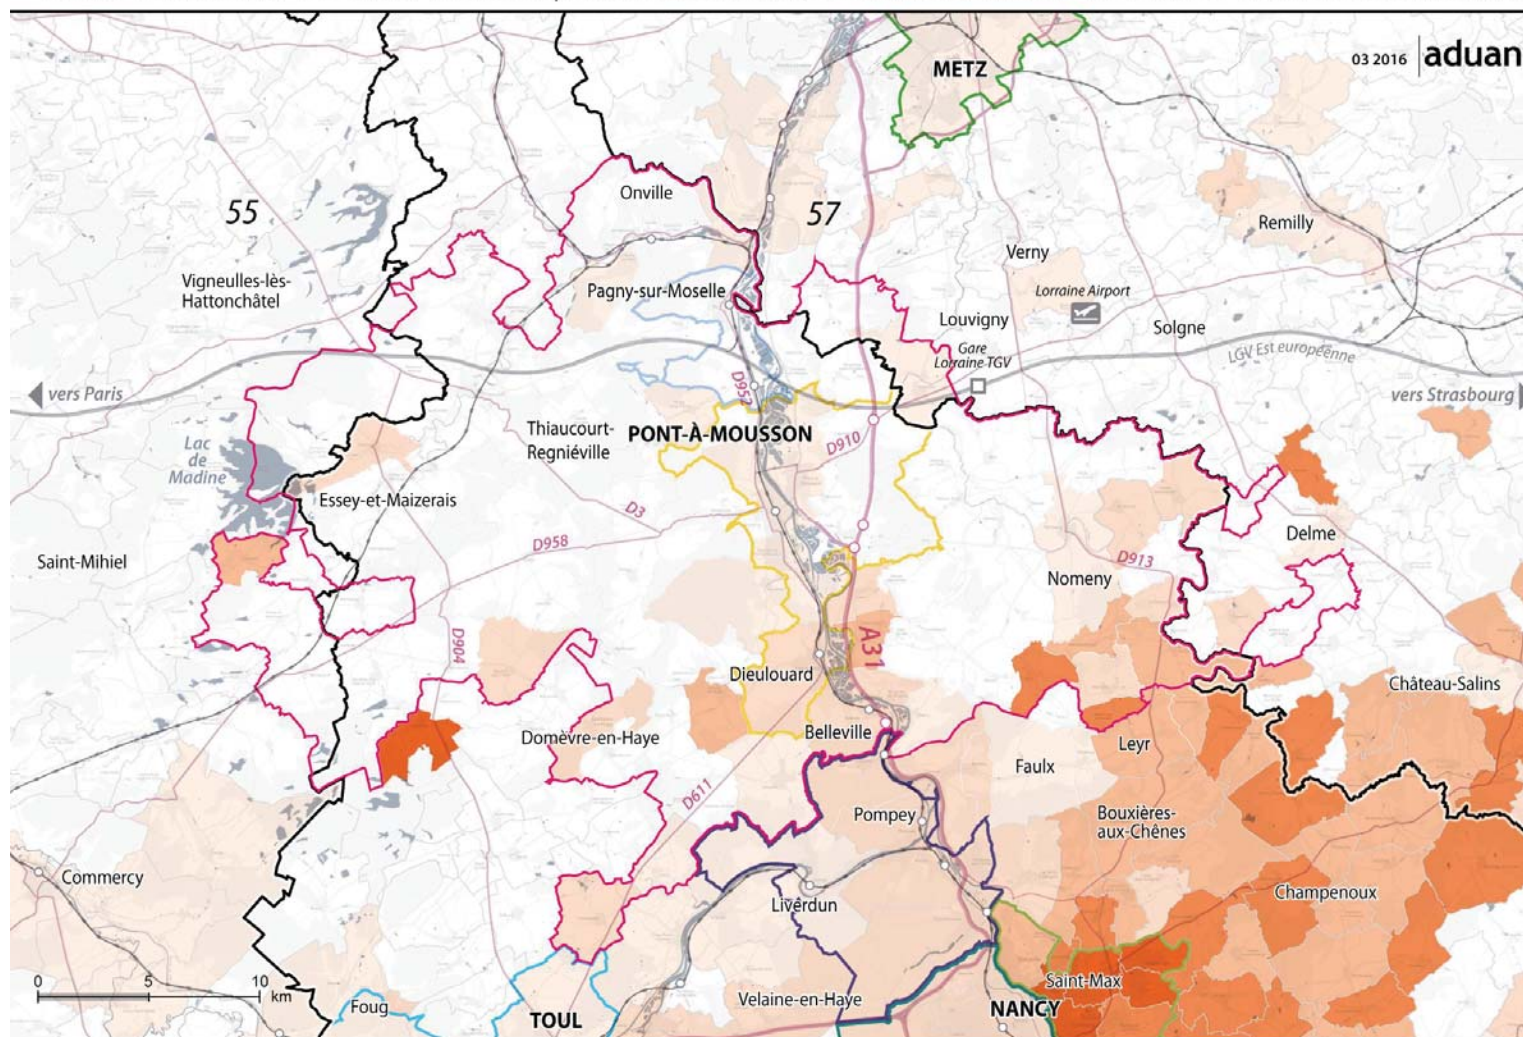 03 2016 aduan
METZ
Onville
55
57
Remilly
Verny
Vigneulles-lès-
Hattonchâtel
Pagny-sur-Moselle
Lorraine Airport
Louvigny
Solgne
Gare
Lorraine TGV
LGV Est européenne
vers Paris
D952
vers Strasbourg
Thiaucourt-
Regniéville
PONT-À-MOUSSON
D910
Lac
de
Madine
Essey-et-Maizerais
D3
Delme
D958
D913
Saint-Mihiel
Nomeny
D904
A31
Dieulouard
Château-Salins
Belleville
Domèvre-en-Haye
Leyr
Faulx
D611
Pompey
Bouxières-
aux-Chênes
Commercy
Champenoux
Liverdun
0 5 10 km
Saint-Max
Velaine-en-Haye
Foug
NANCY
TOUL